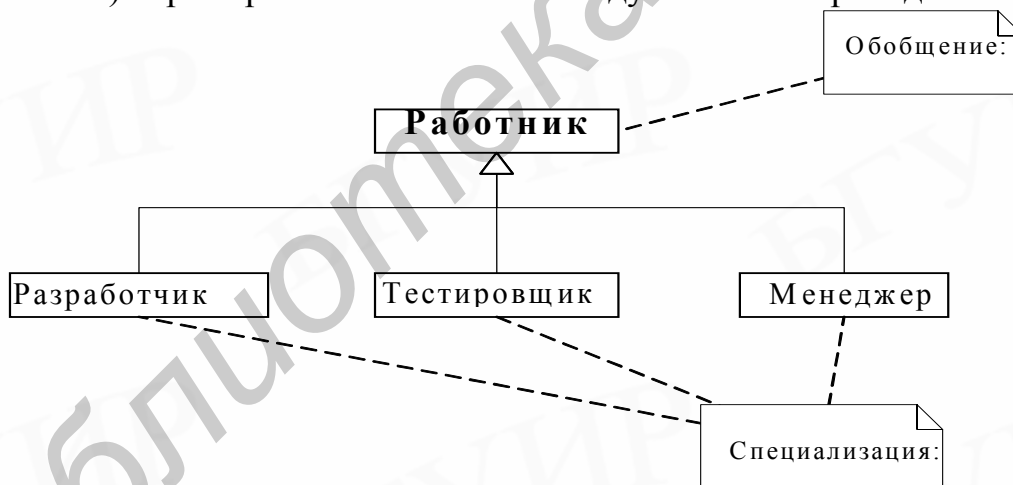 Обобщение:
Работник
Разработчик
Тестировщик
Менеджер
Специализация: